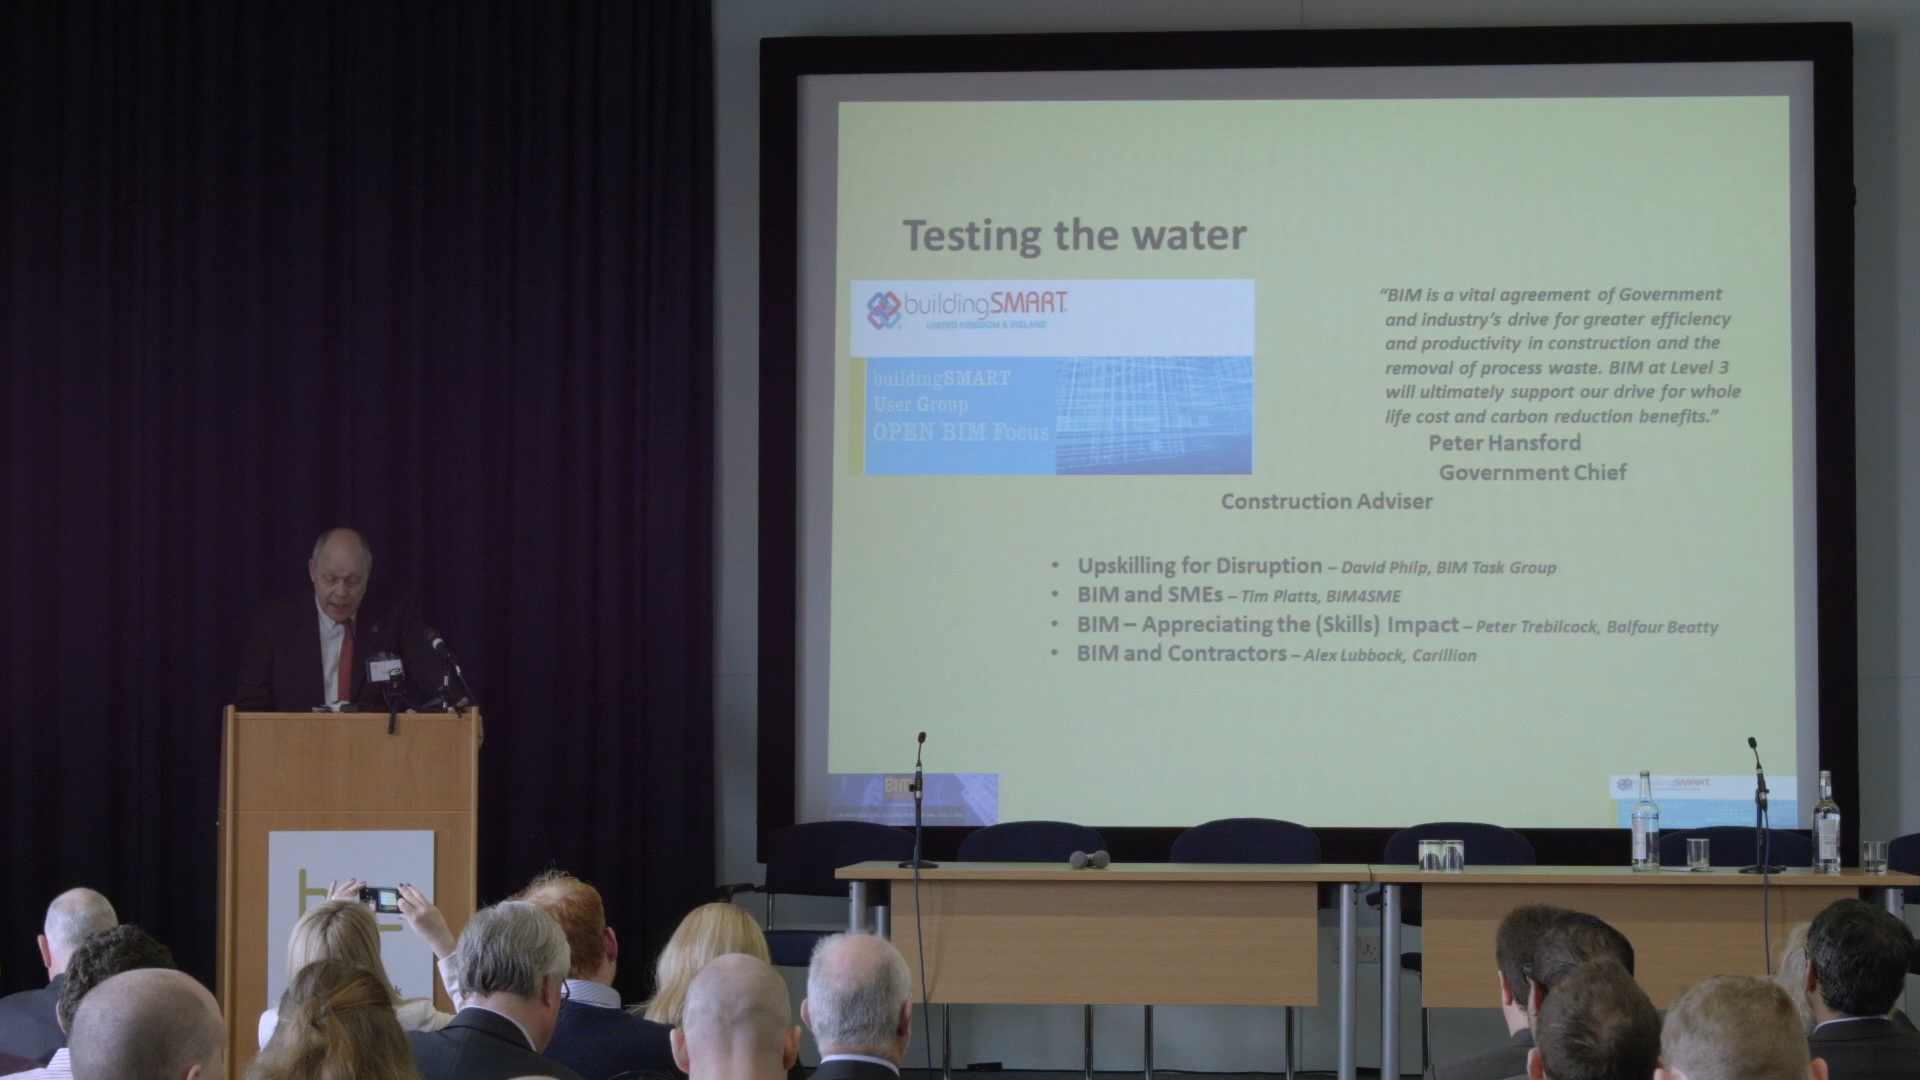 Testing the water
buildingSMART
UNITED KINGDOM & IRELAND
buildingSMART
User Group
OPEN BIM Focus
“BIM is a vital agreement of Government
and industry’s drive for greater efficiency
and productivity in construction and the
removal of process waste. BIM at Level 3
will ultimately support our drive for whole
life cost and carbon reduction benefits.”
Peter Hansford
Government Chief
Construction Adviser
• Upskilling for Disruption – David Philp, BIM Task Group
• BIM and SMEs – Tim Platts, BIM4SME
• BIM – Appreciating the (Skills) Impact – Peter Trebilcock, Balfour Beatty
• BIM and Contractors – Alex Lubbock, Carillion
BIM